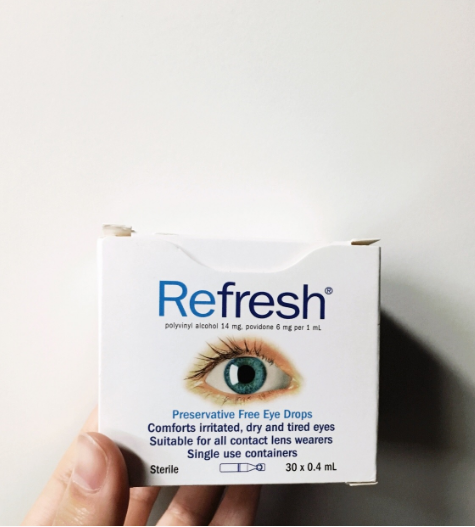 Refresh®
polyvinyl alcohol 14 mg, povidone 6 mg per 1 mL
Preservative Free Eye Drops
Comforts irritated, dry and tired eyes
Suitable for all contact lens wearers
Single use containers
Sterile 30 x 0.4 mL